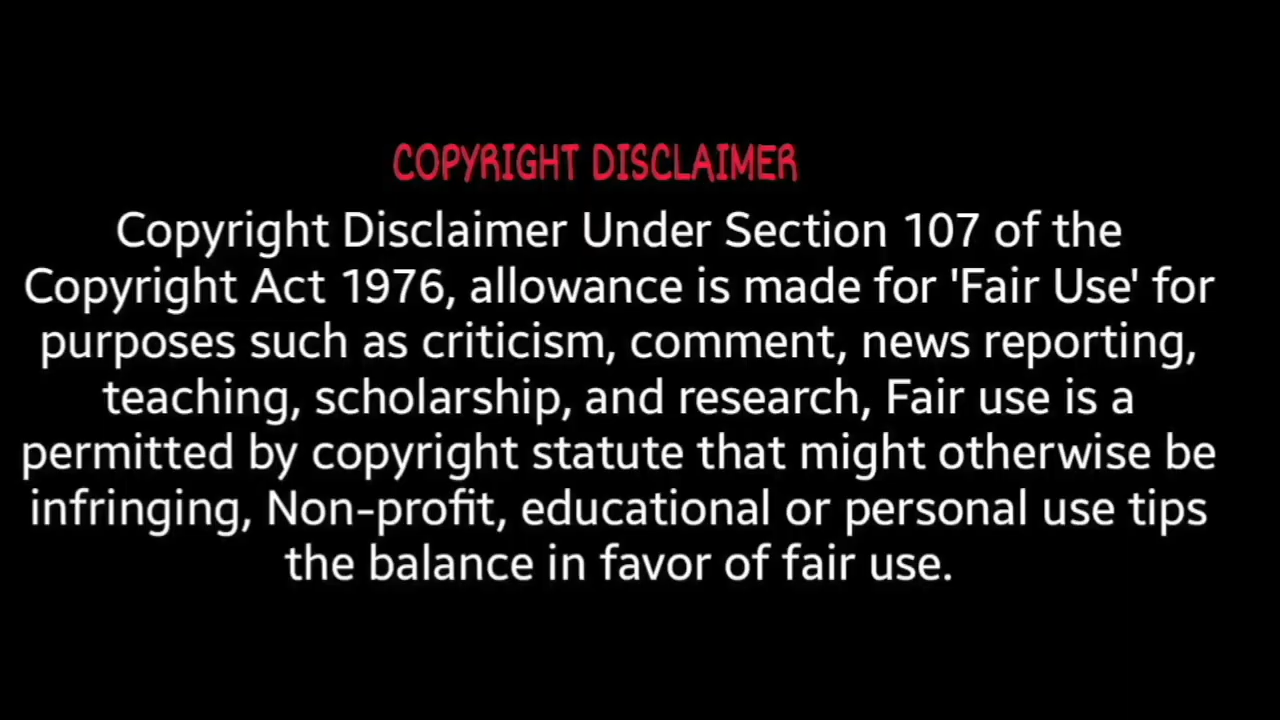 COPYRIGHT DISCLAIMER
Copyright Disclaimer Under Section 107 of the
Copyright Act 1976, allowance is made for 'Fair Use' for
purposes such as criticism, comment, news reporting,
teaching, scholarship, and research, Fair use is a
permitted by copyright statute that might otherwise be
infringing, Non-profit, educational or personal use tips
the balance in favor of fair use.